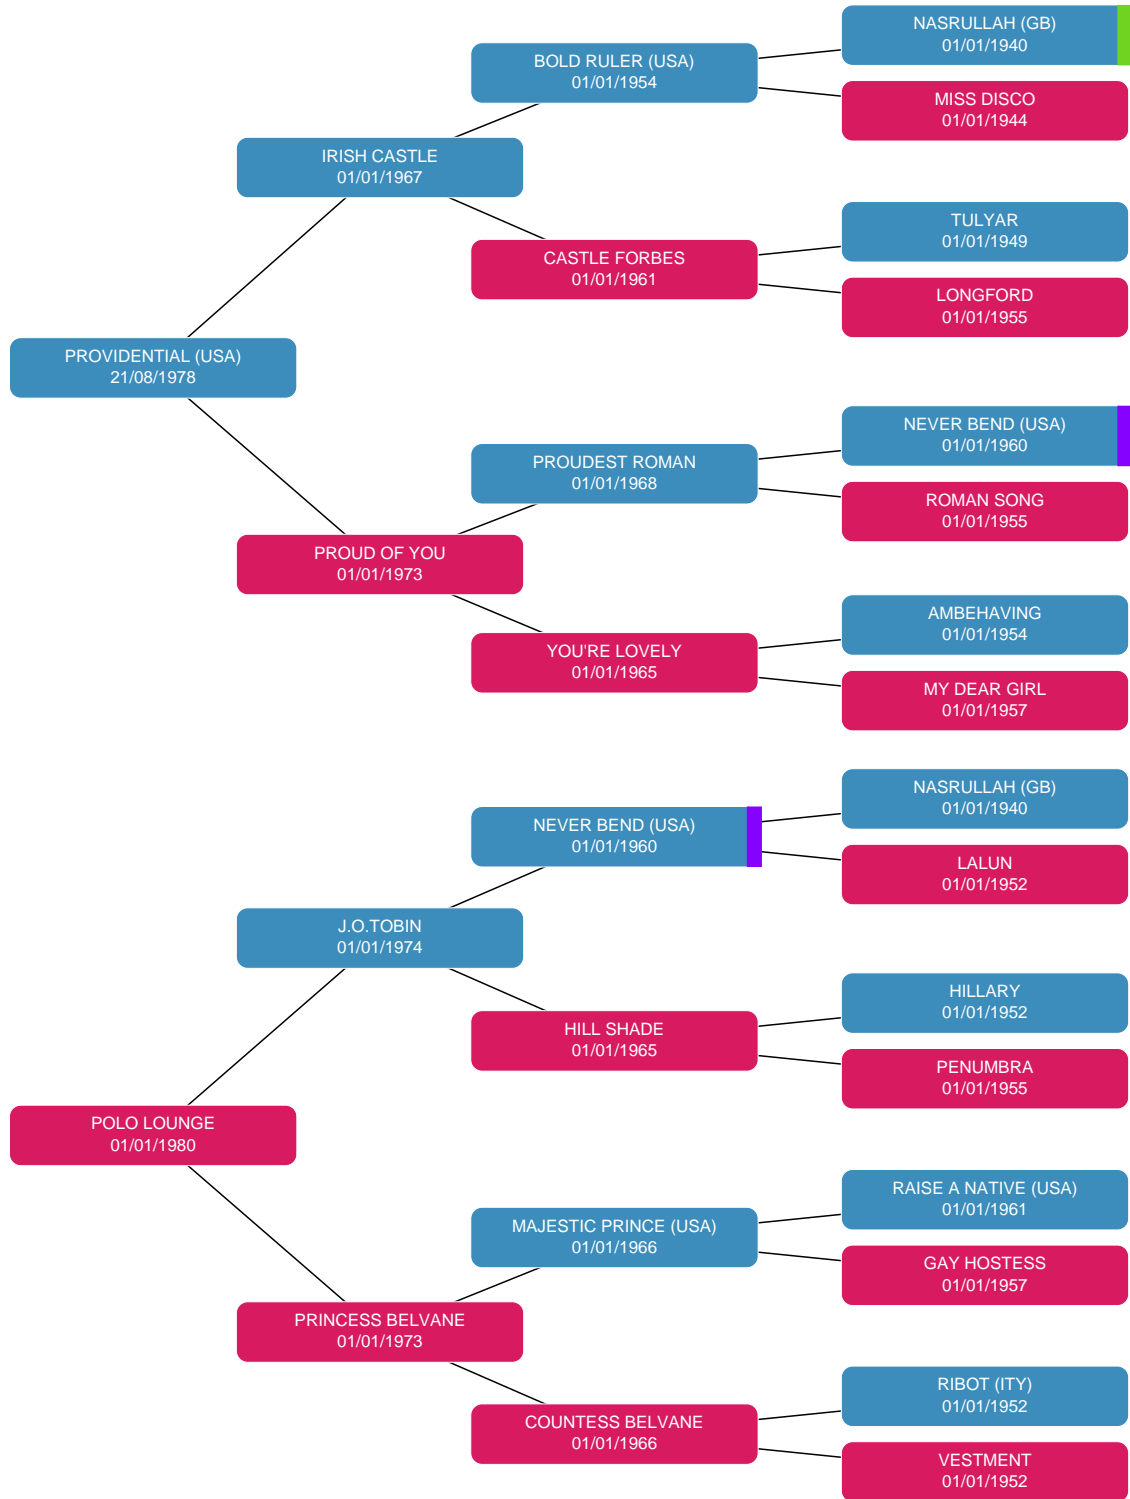 NASRULLAH (GB)
01/01/1940
BOLD RULER (USA)
01/01/1954
MISS DISCO
01/01/1944
IRISH CASTLE
01/01/1967
TULYAR
01/01/1949
CASTLE FORBES
01/01/1961
LONGFORD
01/01/1955
PROVIDENTIAL (USA)
21/08/1978
NEVER BEND (USA)
01/01/1960
PROUDEST ROMAN
01/01/1968
ROMAN SONG
01/01/1955
PROUD OF YOU
01/01/1973
AMBEHAVING
01/01/1954
YOU'RE LOVELY
01/01/1965
MY DEAR GIRL
01/01/1957
NASRULLAH (GB)
01/01/1940
NEVER BEND (USA)
01/01/1960
LALUN
01/01/1952
J.O.TOBIN
01/01/1974
HILLARY
01/01/1952
HILL SHADE
01/01/1965
PENUMBRA
01/01/1955
POLO LOUNGE
01/01/1980
RAISE A NATIVE (USA)
01/01/1961
MAJESTIC PRINCE (USA)
01/01/1966
GAY HOSTESS
01/01/1957
PRINCESS BELVANE
01/01/1973
RIBOT (ITY)
01/01/1952
COUNTESS BELVANE
01/01/1966
VESTMENT
01/01/1952